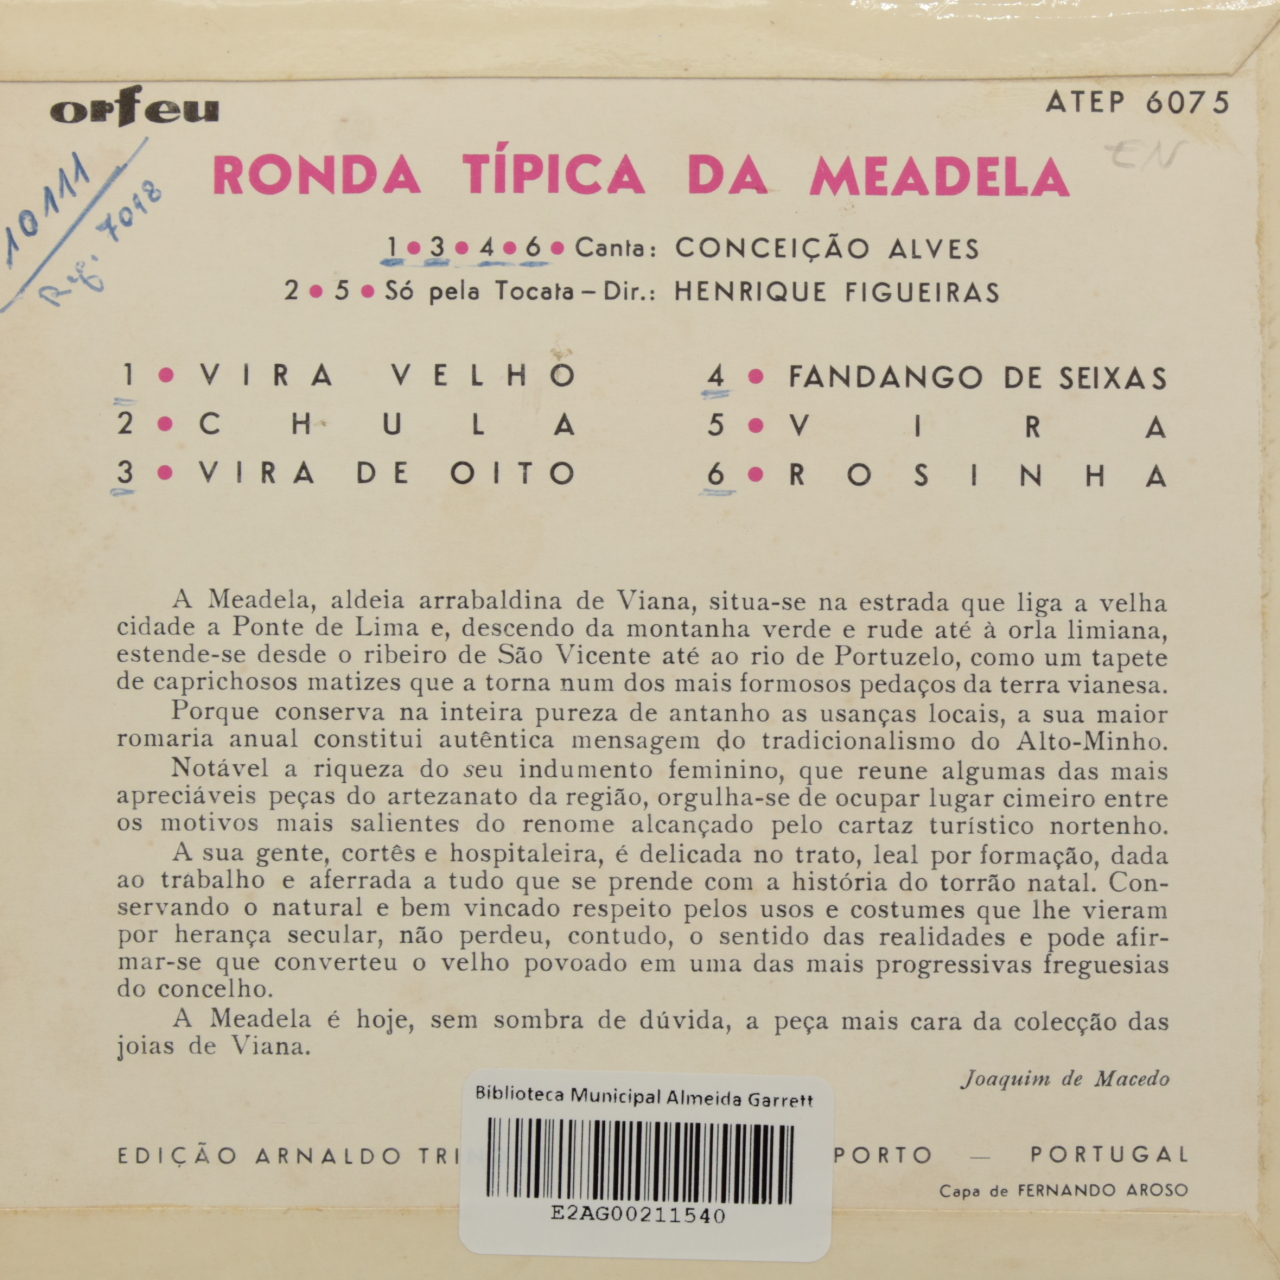 orfeu
ATEP 6075
EN
10111
Rif. 7018
RONDA TÍPICA DA MEADELA
1 • 3 • 4 • 6 • Canta: CONCEIÇÃO ALVES
2 • 5 • Só pela Tocata – Dir.: HENRIQUE FIGUEIRAS
1 • VIRA VELHO
2 • CHULA
3 • VIRA DE OITO
4 • FANDANGO DE SEIXAS
5 • VIRA
6 • ROSINHA
A Meadela, aldeia arrabaldina de Viana, situa-se na estrada que liga a velha
cidade a Ponte de Lima e, descendo da montanha verde e rude até à orla limiana,
estende-se desde o ribeiro de São Vicente até ao rio de Portuzelo, como um tapete
de caprichosos matizes que a torna num dos mais formosos pedaços da terra vianesa.
Porque conserva na inteira pureza de antanho as usanças locais, a sua maior
romaria anual constitui autêntica mensagem do tradicionalismo do Alto-Minho.
Notável a riqueza do seu indumento feminino, que reune algumas das mais
apreciáveis peças do artezanato da região, orgulha-se de ocupar lugar cimeiro entre
os motivos mais salientes do renome alcançado pelo cartaz turístico nortenho.
A sua gente, cortês e hospitaleira, é delicada no trato, leal por formação, dada
ao trabalho e aferrada a tudo que se prende com a história do torrão natal. Con-
servando o natural e bem vincado respeito pelos usos e costumes que lhe vieram
por herança secular, não perdeu, contudo, o sentido das realidades e pode afir-
mar-se que converteu o velho povoado em uma das mais progressivas freguesias
do concelho.
A Meadela é hoje, sem sombra de dúvida, a peça mais cara da colecção das
joias de Viana.
Joaquim de Macedo
Biblioteca Municipal Almeida Garrett
E2AG00211540
EDIÇÃO ARNALDO TRI
PORTO — PORTUGAL
Capa de FERNANDO AROSO